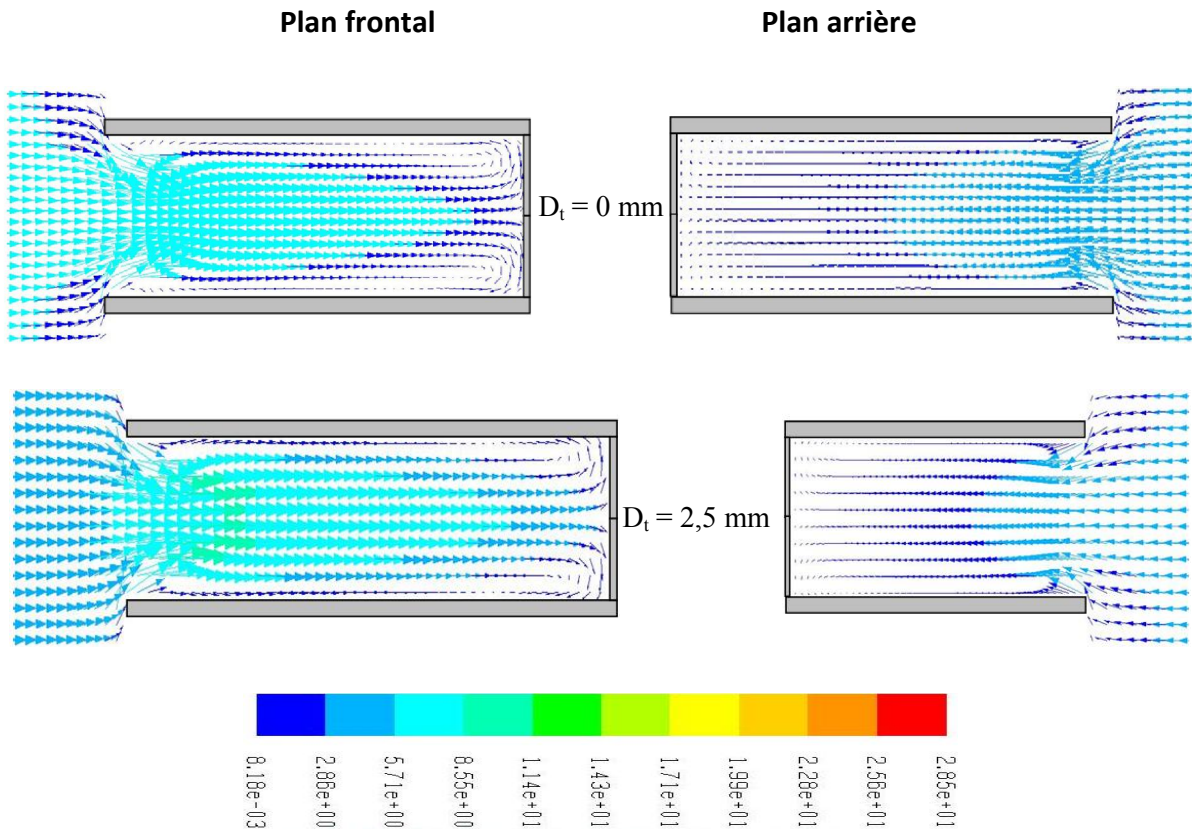 Plan frontal
Plan arrière
Dt = 0 mm
Dt = 2,5 mm
8.18e-03
2.86e+00
5.71e+00
8.55e+00
1.14e+01
1.43e+01
1.71e+01
1.99e+01
2.28e+01
2.56e+01
2.85e+01